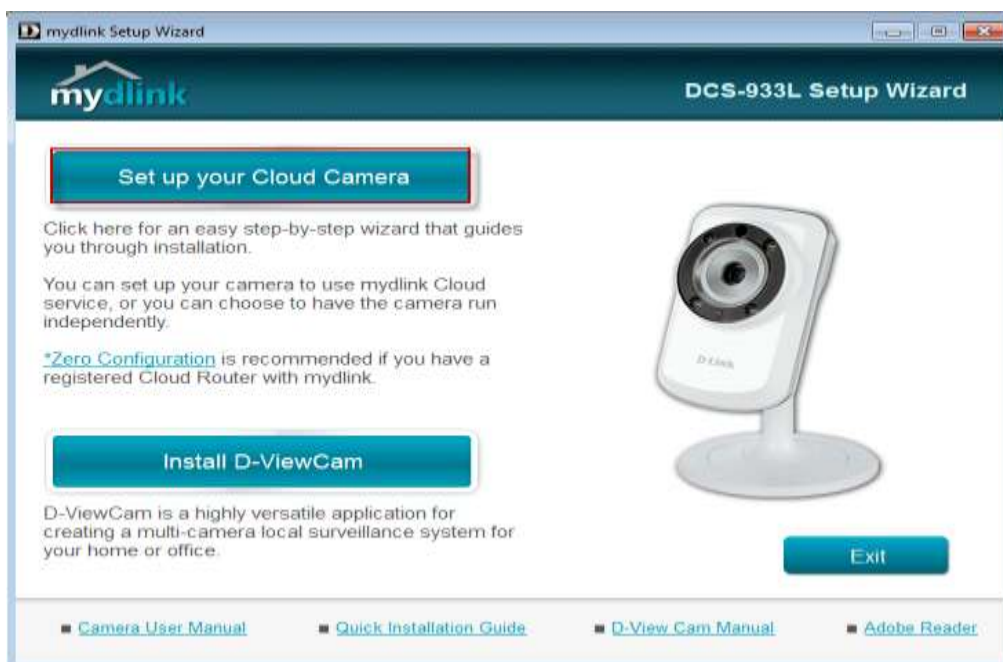 mydlink Setup Wizard
mydlink
DCS-933L Setup Wizard
Set up your Cloud Camera
Click here for an easy step-by-step wizard that guides
you through installation.
You can set up your camera to use mydlink Cloud
service, or you can choose to have the camera run
independently.
*Zero Configuration is recommended if you have a
registered Cloud Router with mydlink.
D-Link
Install D-ViewCam
D-ViewCam is a highly versatile application for
creating a multi-camera local surveillance system for
your home or office.
Exit
Camera User Manual
Quick Installation Guide
D-View Cam Manual
Adobe Reader